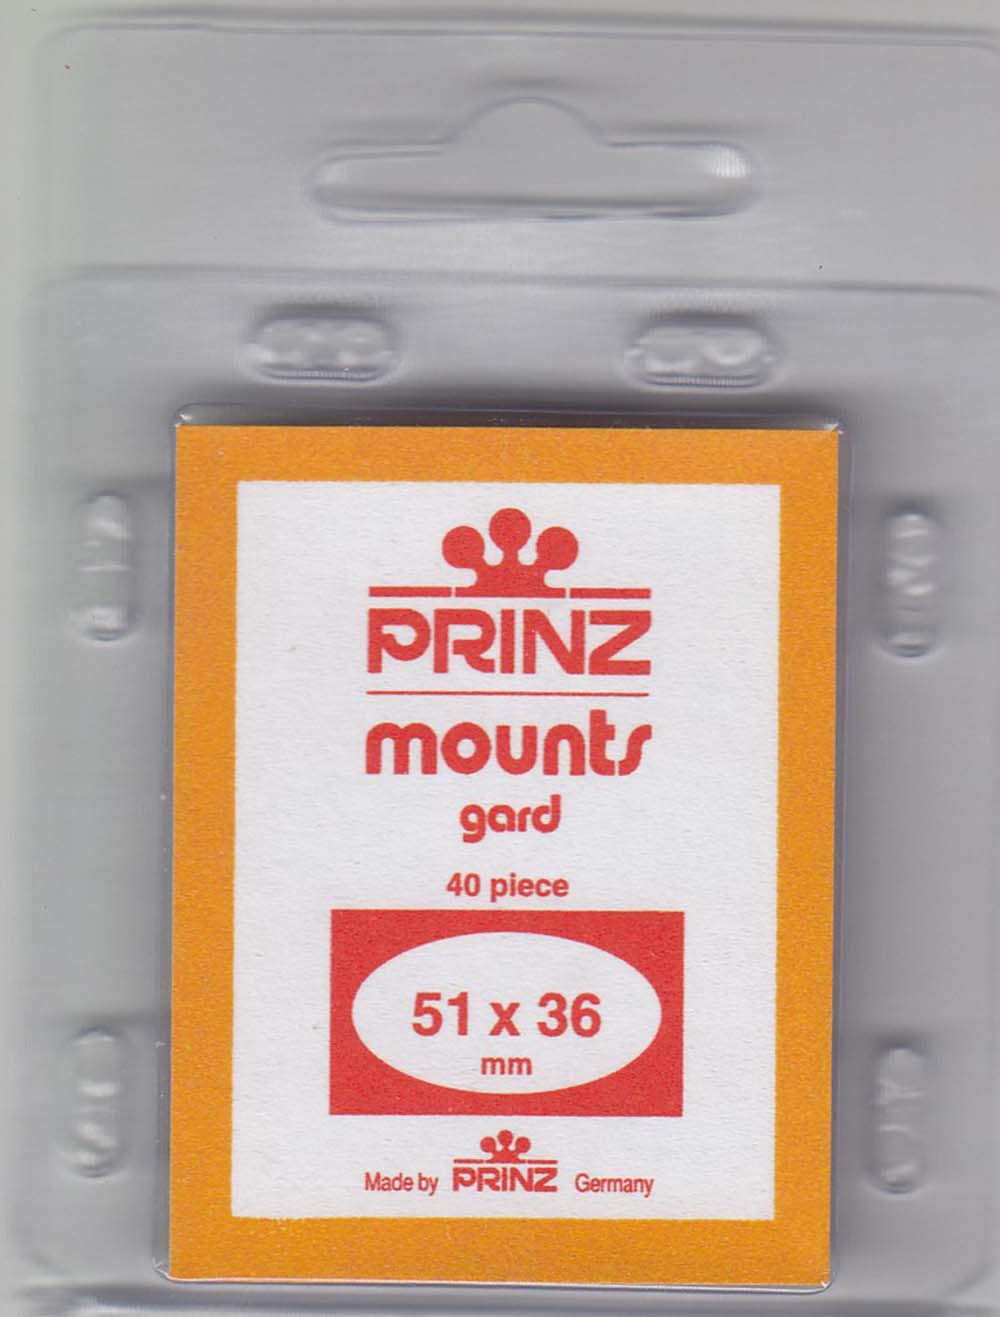 PRINZ
mounts
gard
40 piece
51 x 36
mm
Made by PRINZ Germany